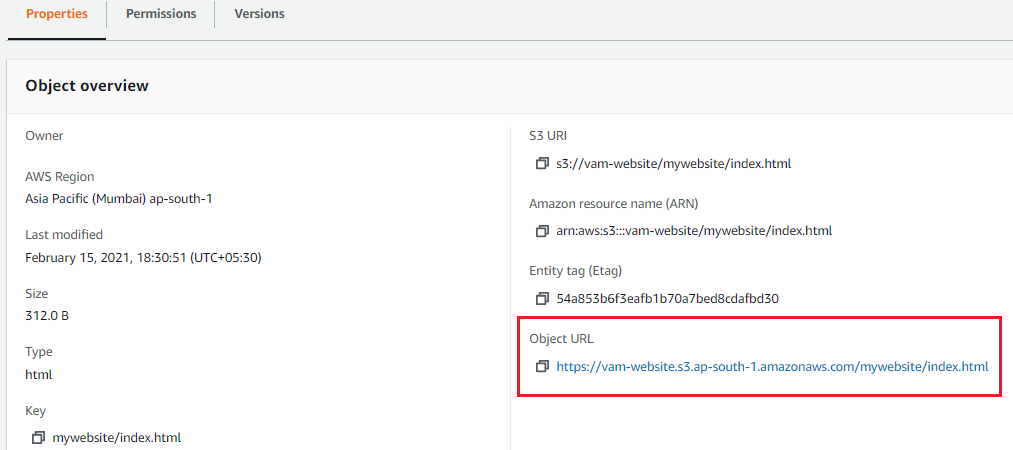 Properties
Permissions
Versions
Object overview
Owner
AWS Region
Asia Pacific (Mumbai) ap-south-1
Last modified
February 15, 2021, 18:30:51 (UTC+05:30)
Size
312.0 B
Type
html
Key
mywebsite/index.html
S3 URI
s3://vam-website/mywebsite/index.html
Amazon resource name (ARN)
arn:aws:s3:::vam-website/mywebsite/index.html
Entity tag (Etag)
54a853b6f3eafb1b70a7bed8cdafbd30
Object URL
https://vam-website.s3.ap-south-1.amazonaws.com/mywebsite/index.html